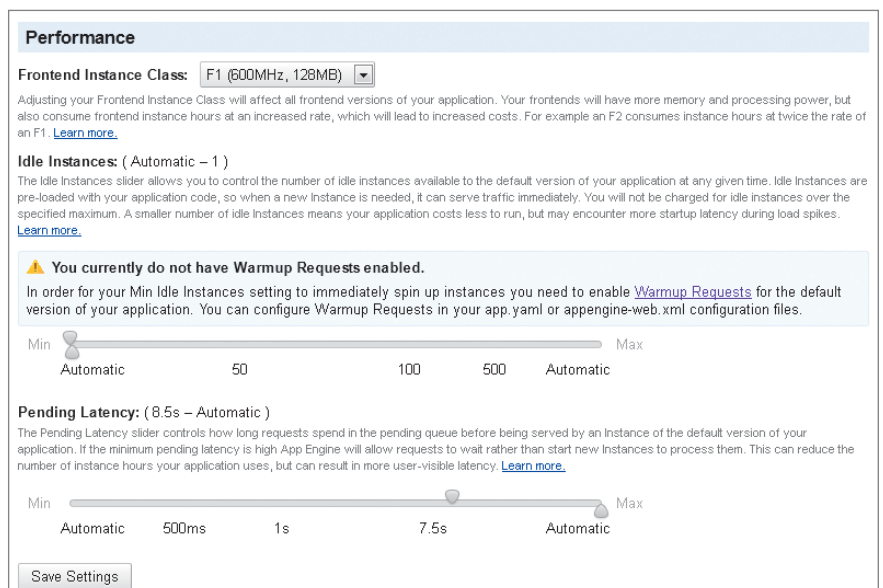 Performance
Frontend Instance Class: F1 (600MHz, 128MB)
Adjusting your Frontend Instance Class will affect all frontend versions of your application. Your frontends will have more memory and processing power, but
also consume frontend instance hours at an increased rate, which will lead to increased costs. For example an F2 consumes instance hours at twice the rate of
an F1. Learn more.
Idle Instances: ( Automatic – 1 )
The Idle Instances slider allows you to control the number of idle instances available to the default version of your application at any given time. Idle Instances are
pre-loaded with your application code, so when a new Instance is needed, it can serve traffic immediately. You will not be charged for idle instances over the
specified maximum. A smaller number of idle Instances means your application costs less to run, but may encounter more startup latency during load spikes.
Learn more.
You currently do not have Warmup Requests enabled.
In order for your Min Idle Instances setting to immediately spin up instances you need to enable Warmup Requests for the default
version of your application. You can configure Warmup Requests in your app.yaml or appengine-web.xml configuration files.
Min Max
Automatic 50 100 500 Automatic
Pending Latency: ( 8.5s – Automatic )
The Pending Latency slider controls how long requests spend in the pending queue before being served by an Instance of the default version of your
application. If the minimum pending latency is high App Engine will allow requests to wait rather than start new Instances to process them. This can reduce the
number of instance hours your application uses, but can result in more user-visible latency. Learn more.
Min Max
Automatic 500ms 1s 7.5s Automatic
Save Settings